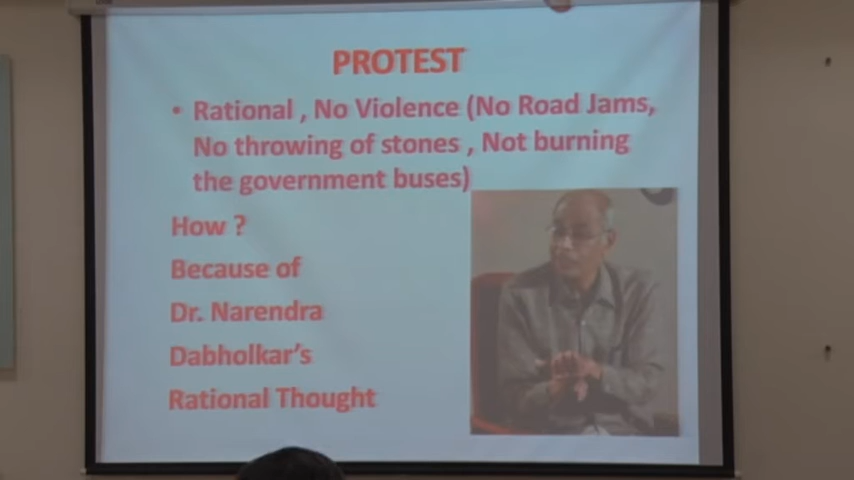 PROTEST
• Rational , No Violence (No Road Jams,
No throwing of stones , Not burning
the government buses)
How ?
Because of
Dr. Narendra
Dabholkar's
Rational Thought